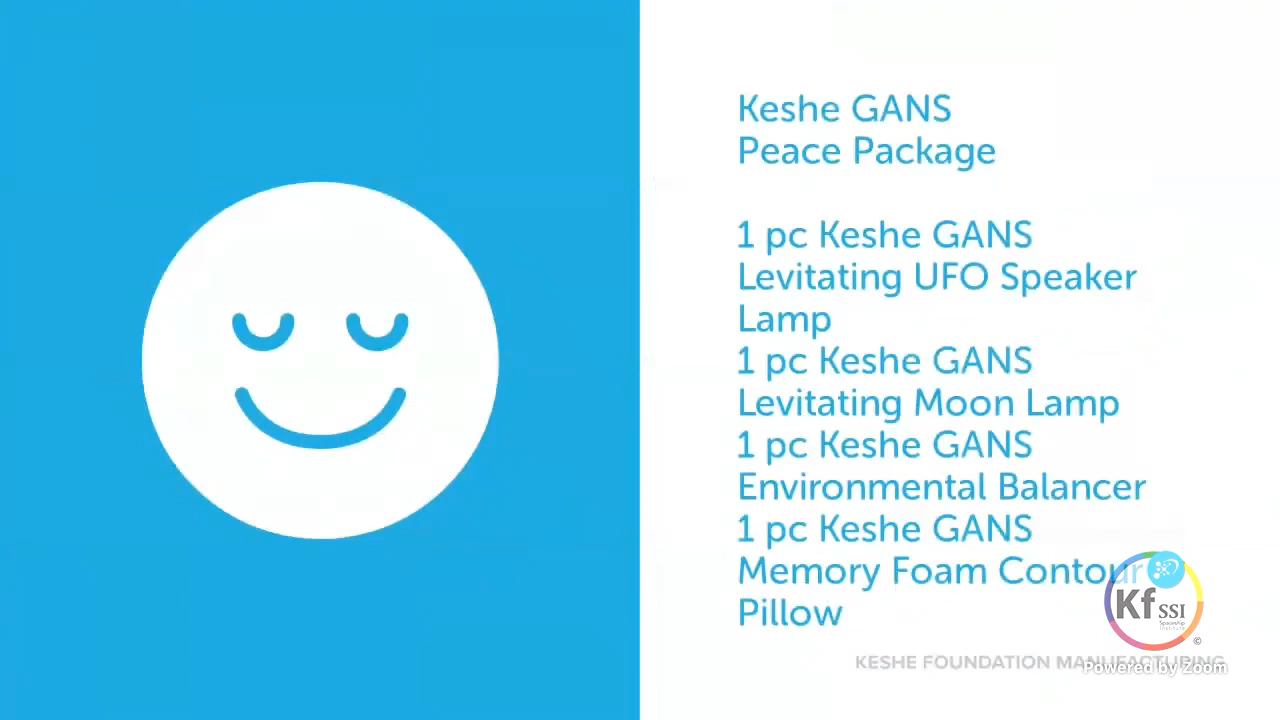 Keshe GANS
Peace Package
1 pc Keshe GANS
Levitating UFO Speaker
Lamp
1 pc Keshe GANS
Levitating Moon Lamp
1 pc Keshe GANS
Environmental Balancer
1 pc Keshe GANS
Memory Foam Contour
Pillow
Kf SSI
Spaceship
Institute
©
KESHE FOUNDATION MANUFACTURING
Powered by Zoom